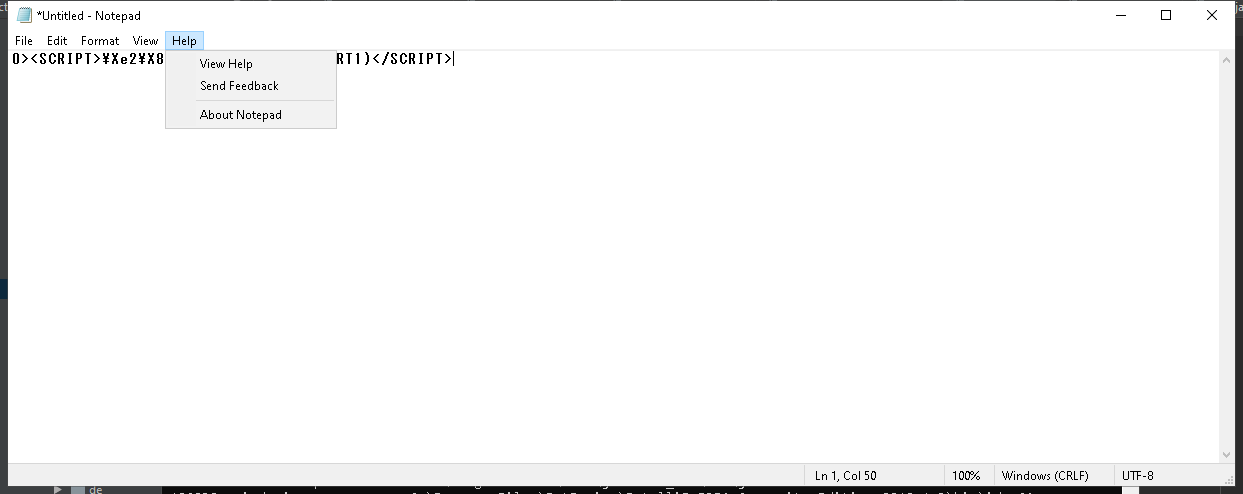 *Untitled - Notepad
File Edit Format View Help
0><SCRIPT>¥Xe2¥X8 RT1)</SCRIPT>
View Help
Send Feedback
About Notepad
Ln 1, Col 50 100% Windows (CRLF) UTF-8
de